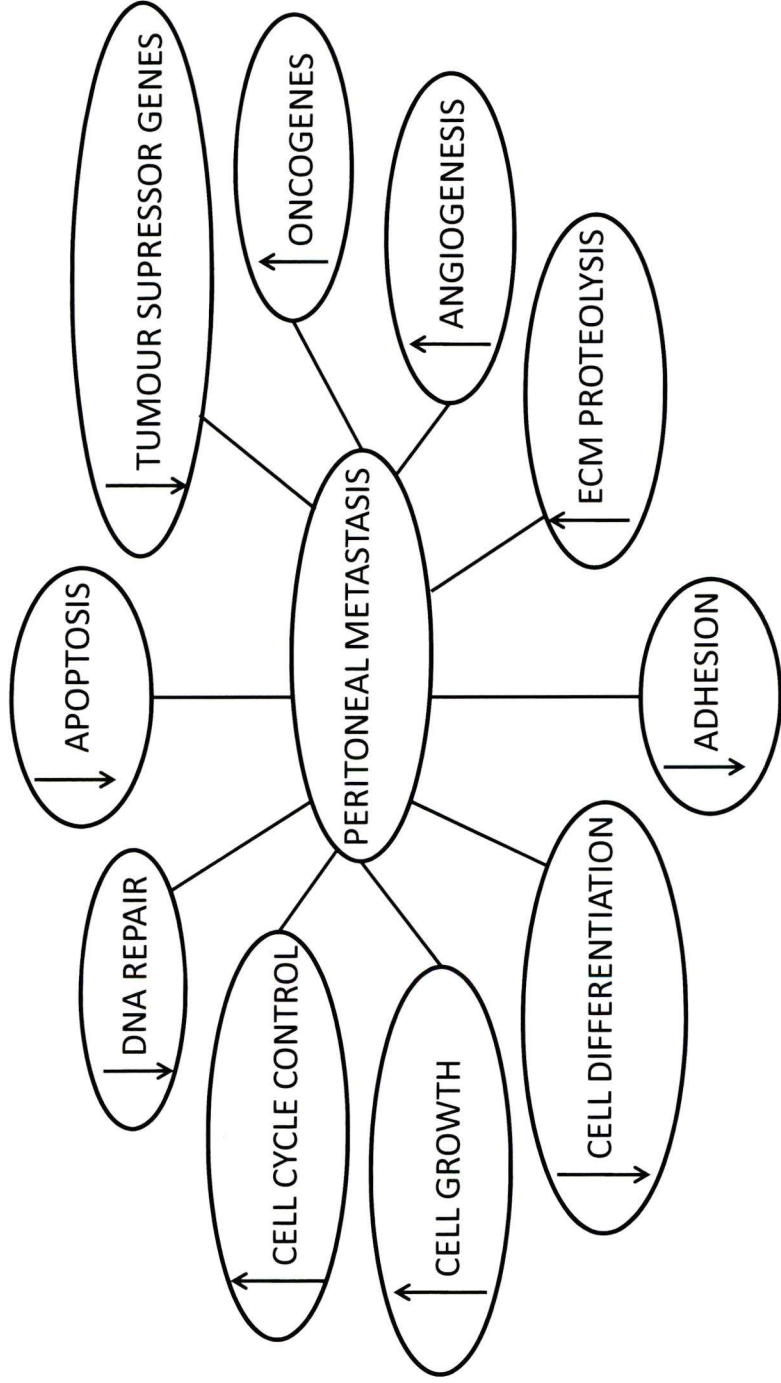 APOPTOSIS
DNA REPAIR
TUMOUR SUPRESSOR GENES
CELL CYCLE CONTROL
ONCOGENES
PERITONEAL METASTASIS
CELL GROWTH
ANGIOGENESIS
CELL DIFFERENTIATION
ECM PROTEOLYSIS
ADHESION